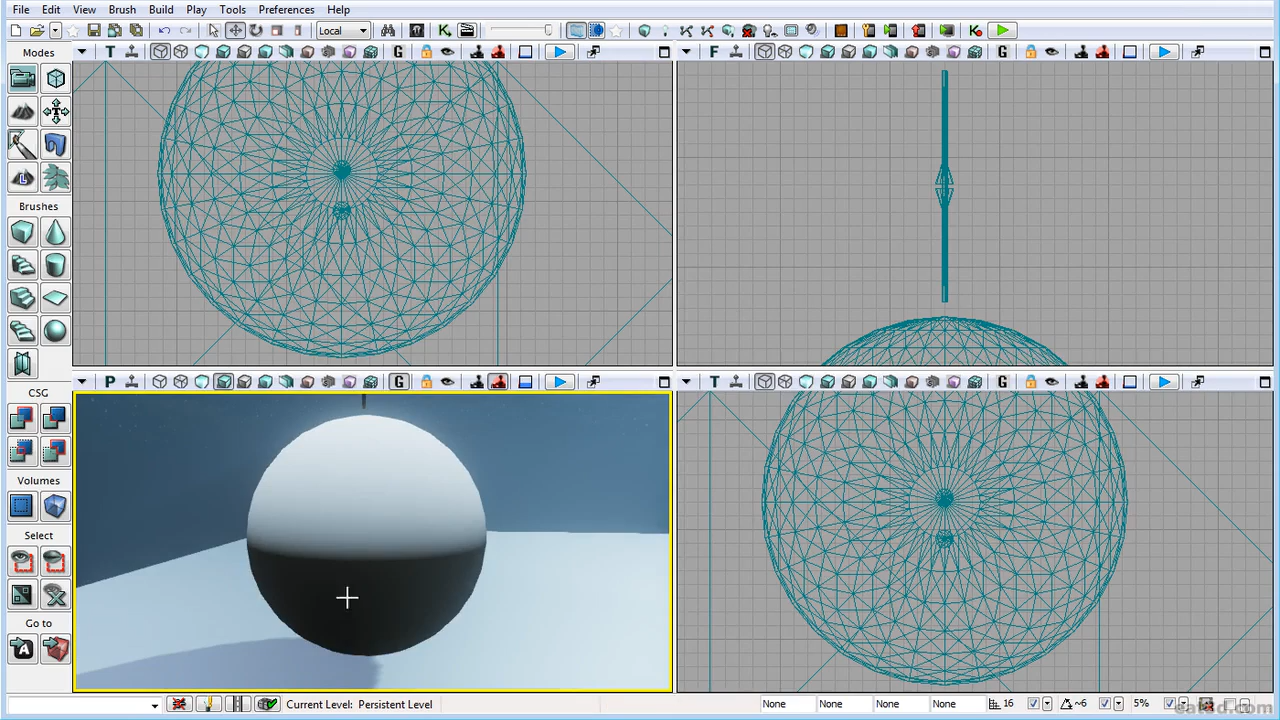 File Edit View Brush Build Play Tools Preferences Help
Local
Modes
T G F G
Brushes
P G T G
CSG
Volumes
Select
Go to
Current Level: Persistent Level
None None None None 16 5%